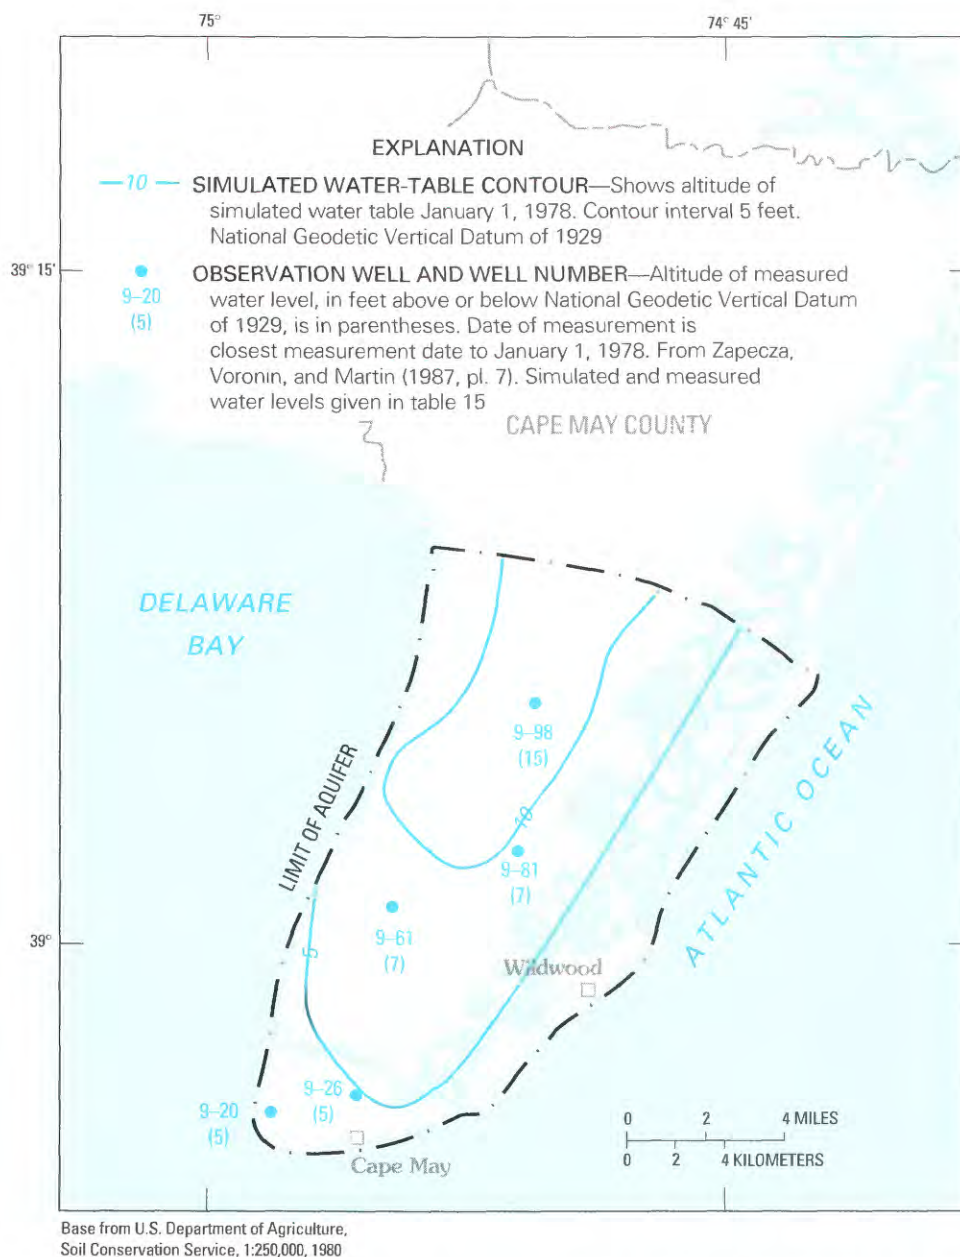 75°
74° 45'
EXPLANATION
—10— SIMULATED WATER-TABLE CONTOUR—Shows altitude of
simulated water table January 1, 1978. Contour interval 5 feet.
National Geodetic Vertical Datum of 1929
39° 15'
9–20
(5)
OBSERVATION WELL AND WELL NUMBER—Altitude of measured
water level, in feet above or below National Geodetic Vertical Datum
of 1929, is in parentheses. Date of measurement is
closest measurement date to January 1, 1978. From Zapecza,
Voronin, and Martin (1987, pl. 7). Simulated and measured
water levels given in table 15
CAPE MAY COUNTY
DELAWARE
BAY
9–98
(15)
LIMIT OF AQUIFER
ATLANTIC OCEAN
10
9–81
(7)
9–61
(7)
39°
5
Wildwood
9–26
(5)
9–20
(5)
Cape May
0 2 4 MILES
0 2 4 KILOMETERS
Base from U.S. Department of Agriculture,
Soil Conservation Service, 1:250,000, 1980